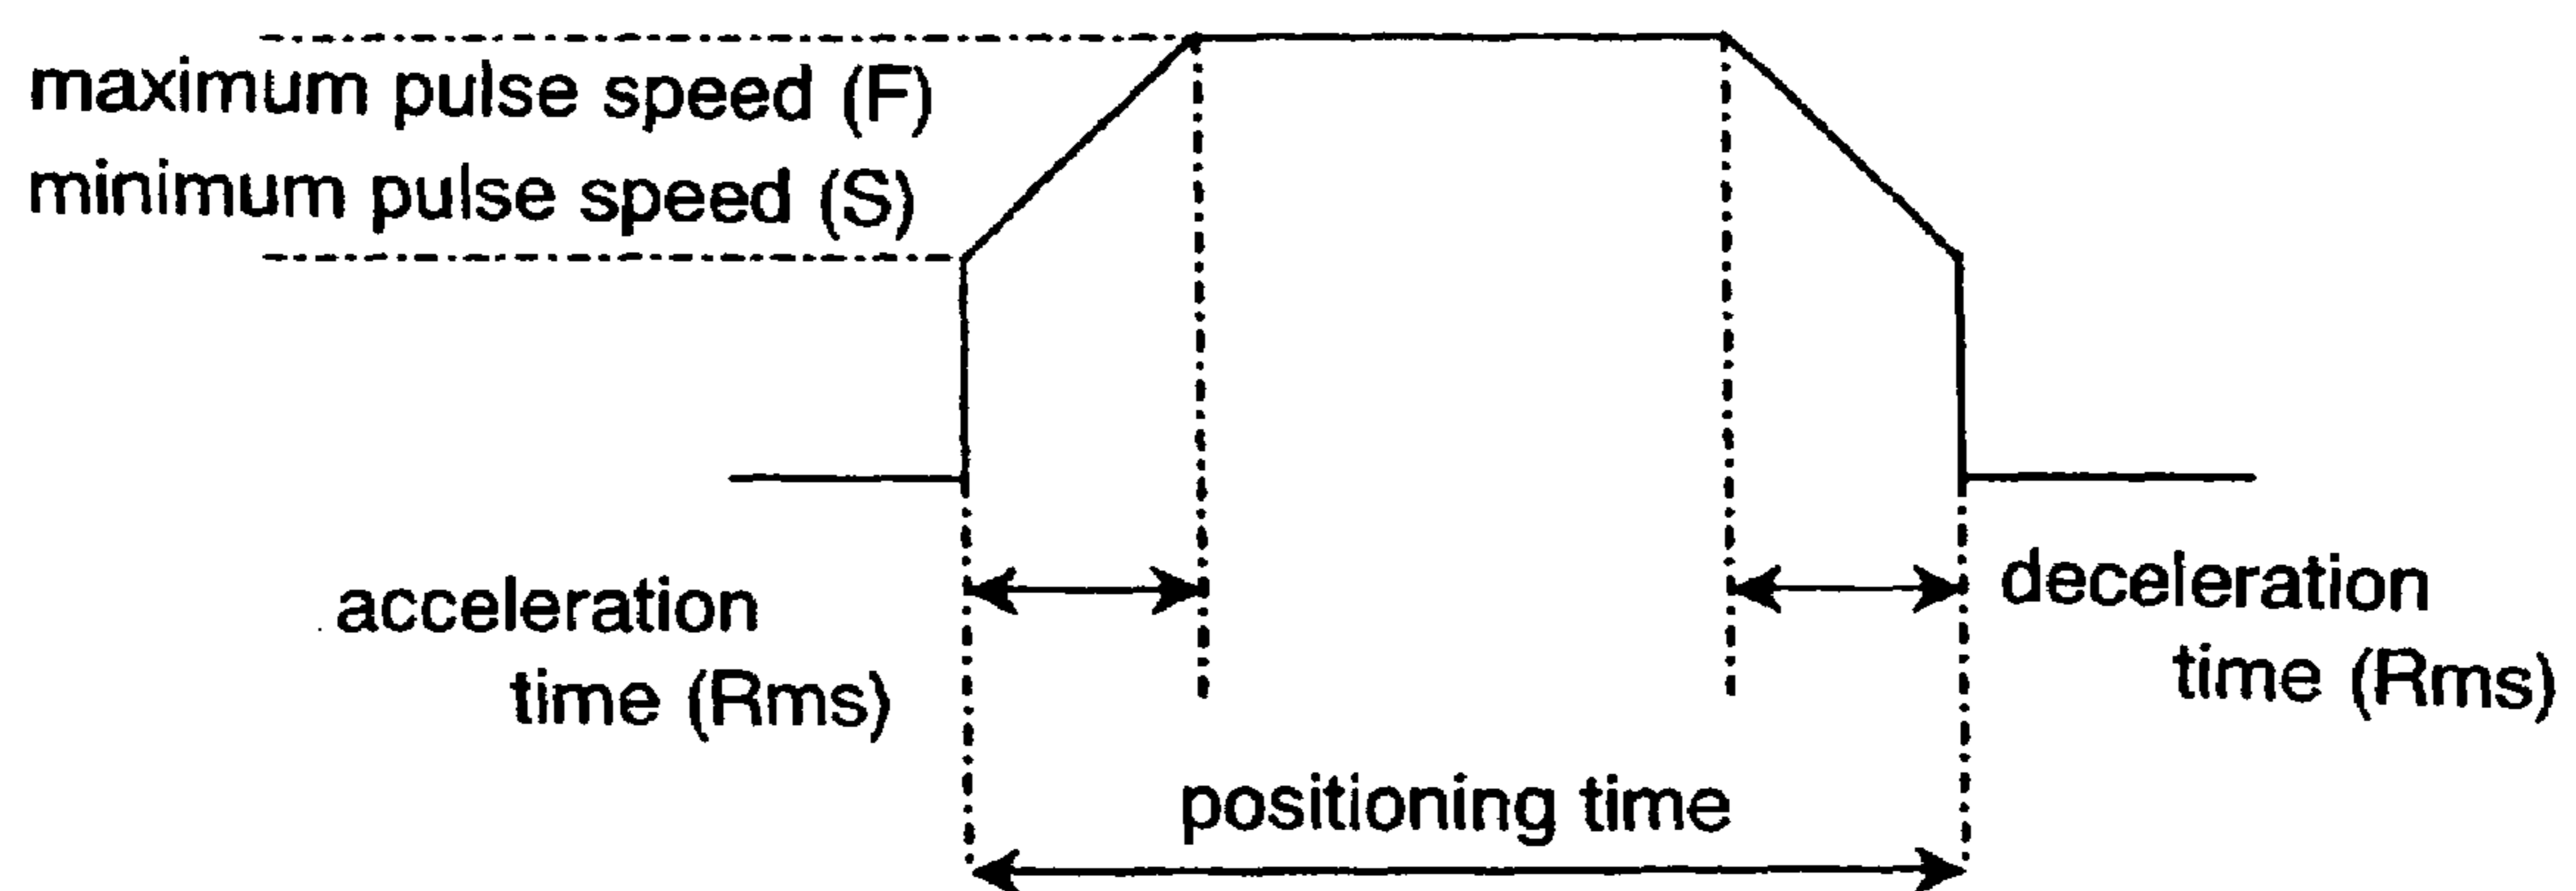 maximum pulse speed (F)
minimum pulse speed (S)
acceleration
time (Rms)
deceleration
time (Rms)
positioning time